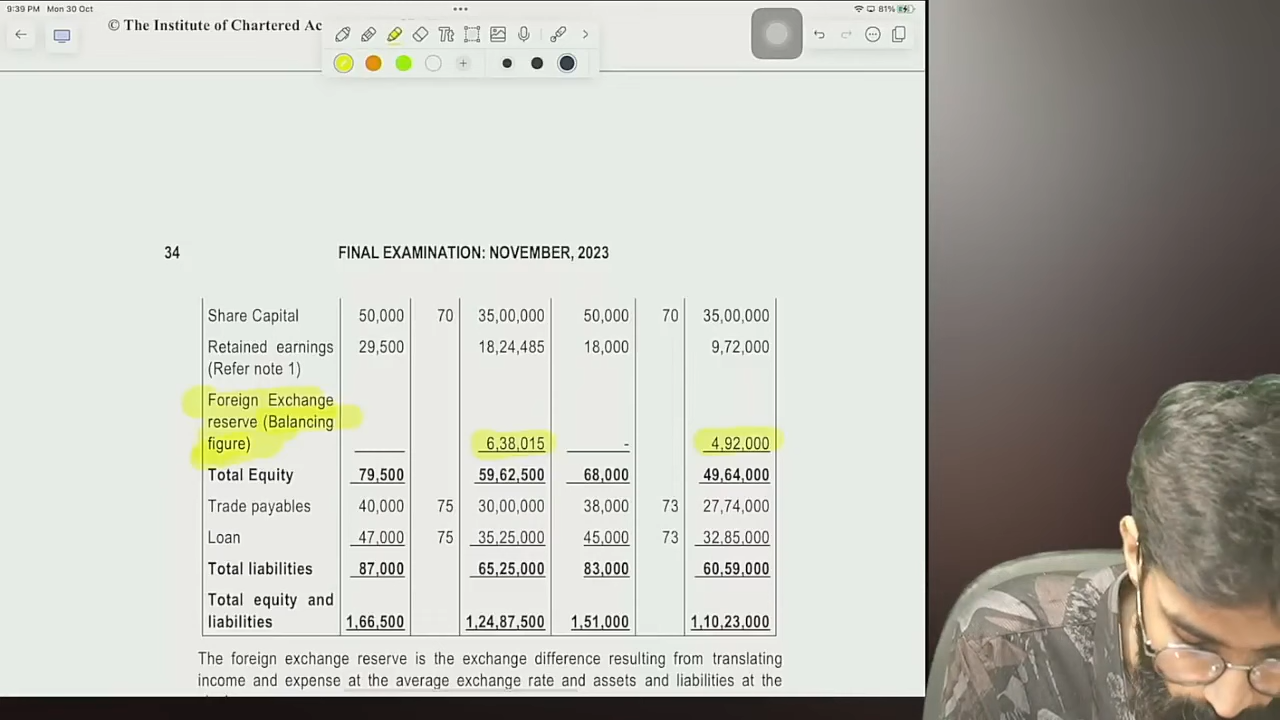 9:39 PM Mon 30 Oct
81%
© The Institute of Chartered Ac
34 FINAL EXAMINATION: NOVEMBER, 2023
Share Capital 50,000 70 35,00,000 50,000 70 35,00,000
Retained earnings 29,500 18,24,485 18,000 9,72,000
(Refer note 1)
Foreign Exchange
reserve (Balancing
figure) 6,38,015 - 4,92,000
Total Equity 79,500 59,62,500 68,000 49,64,000
Trade payables 40,000 75 30,00,000 38,000 73 27,74,000
Loan 47,000 75 35,25,000 45,000 73 32,85,000
Total liabilities 87,000 65,25,000 83,000 60,59,000
Total equity and
liabilities 1,66,500 1,24,87,500 1,51,000 1,10,23,000
The foreign exchange reserve is the exchange difference resulting from translating
income and expense at the average exchange rate and assets and liabilities at the